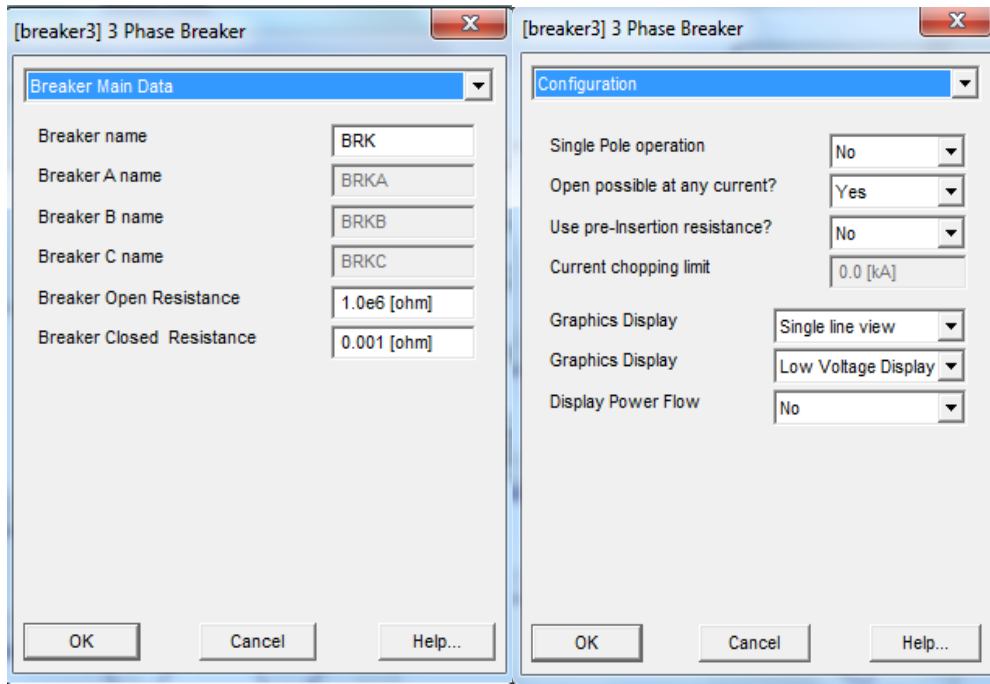 [breaker3] 3 Phase Breaker
Breaker Main Data
Breaker name BRK
Breaker A name BRKA
Breaker B name BRKB
Breaker C name BRKC
Breaker Open Resistance 1.0e6 [ohm]
Breaker Closed Resistance 0.001 [ohm]
OK Cancel Help...
[breaker3] 3 Phase Breaker
Configuration
Single Pole operation No
Open possible at any current? Yes
Use pre-Insertion resistance? No
Current chopping limit 0.0 [kA]
Graphics Display Single line view
Graphics Display Low Voltage Display
Display Power Flow No
OK Cancel Help...